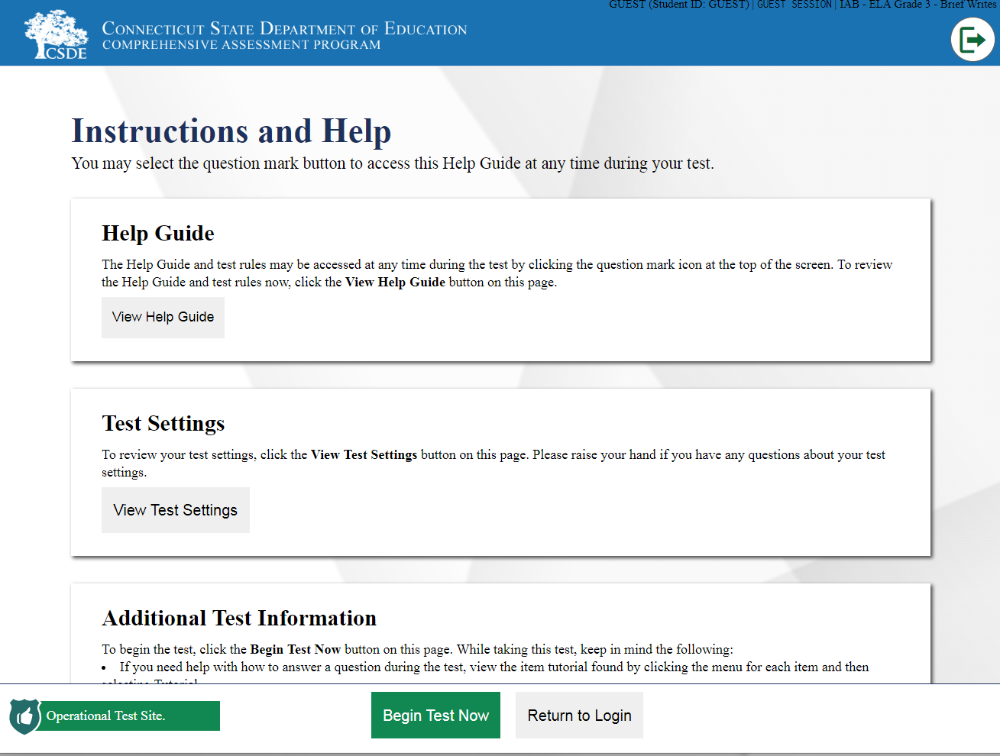 GUEST (Student ID: GUEST) | GUEST SESSION | IAB - ELA Grade 3 - Brief Writes
CSDE
CONNECTICUT STATE DEPARTMENT OF EDUCATION
COMPREHENSIVE ASSESSMENT PROGRAM
Instructions and Help
You may select the question mark button to access this Help Guide at any time during your test.
Help Guide
The Help Guide and test rules may be accessed at any time during the test by clicking the question mark icon at the top of the screen. To review
the Help Guide and test rules now, click the View Help Guide button on this page.
View Help Guide
Test Settings
To review your test settings, click the View Test Settings button on this page. Please raise your hand if you have any questions about your test
settings.
View Test Settings
Additional Test Information
To begin the test, click the Begin Test Now button on this page. While taking this test, keep in mind the following:
• If you need help with how to answer a question during the test, view the item tutorial found by clicking the menu for each item and then
selecting Tutorial
Operational Test Site.
Begin Test Now
Return to Login